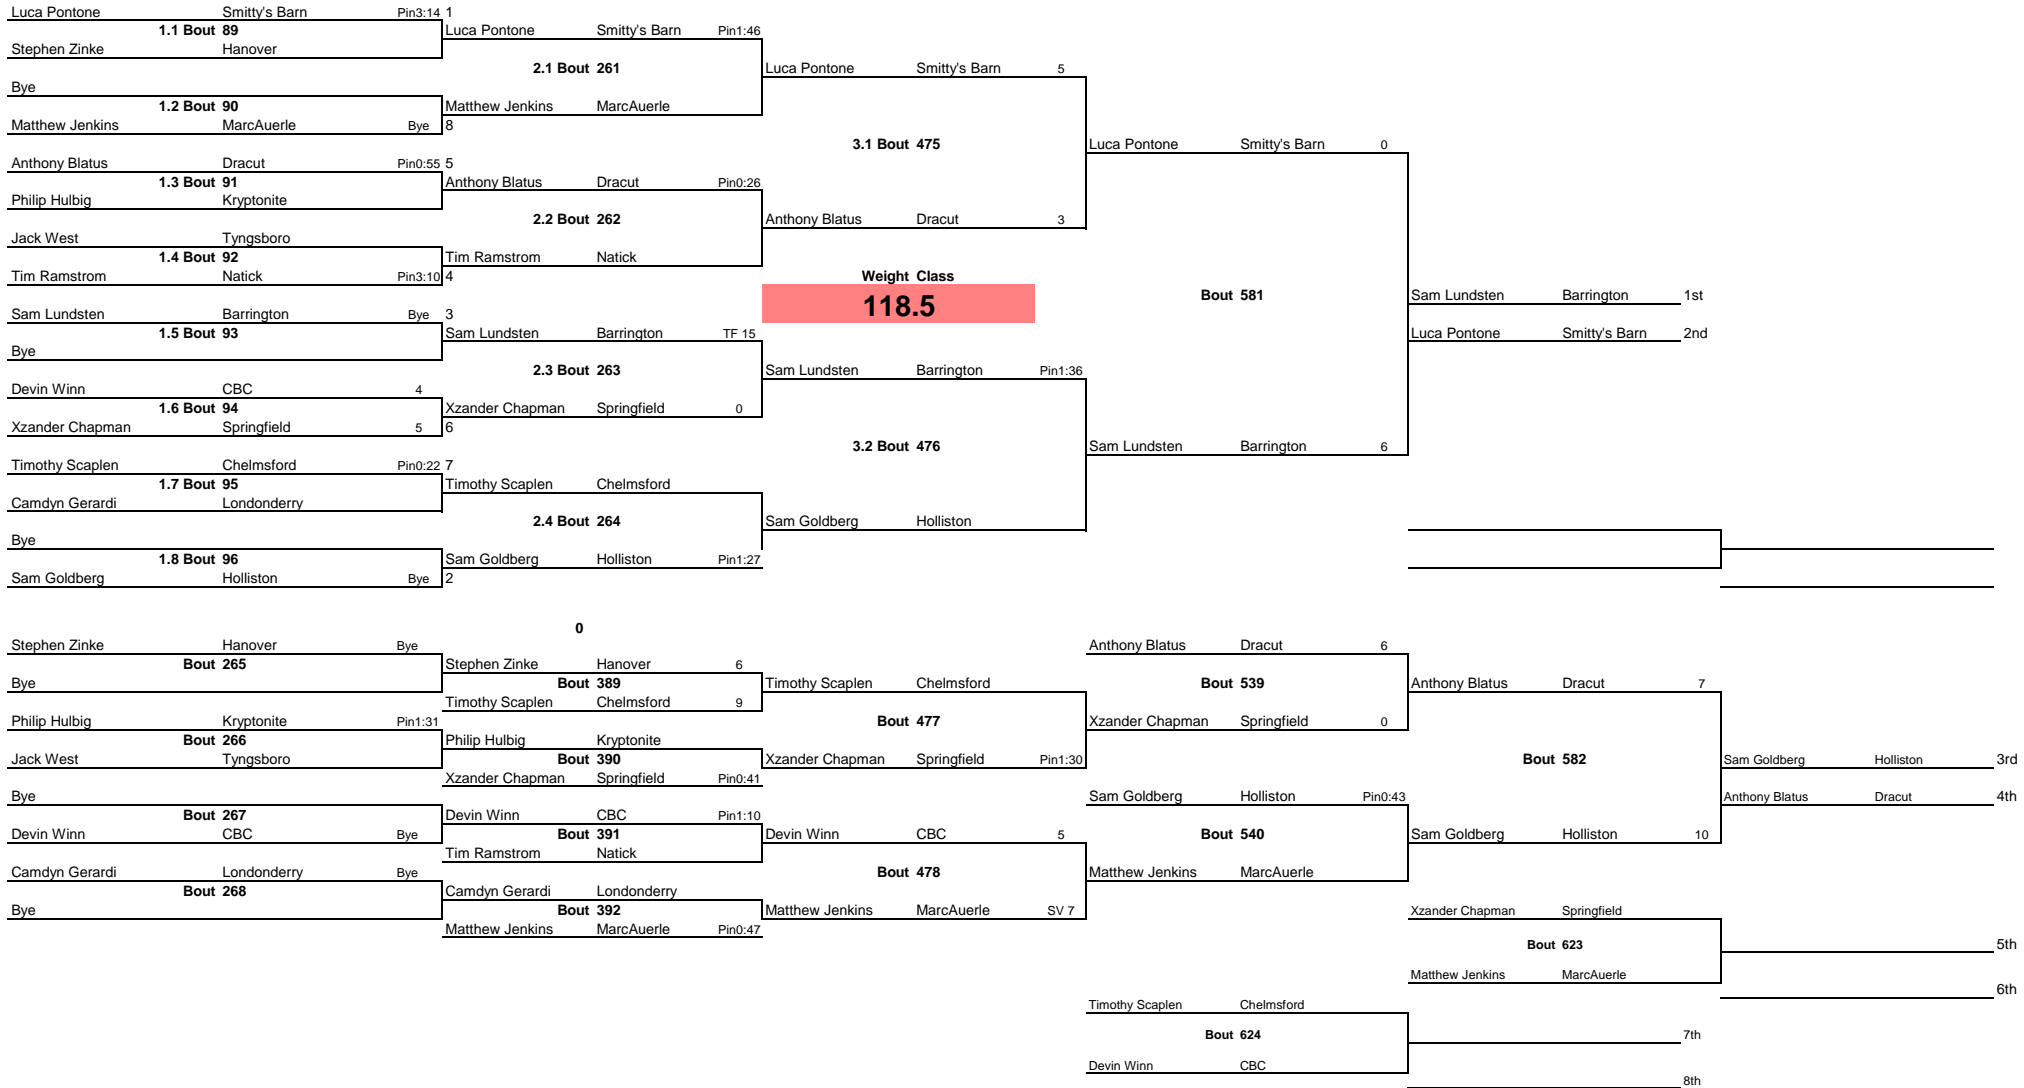 Luca Pontone Smitty's Barn Pin3:14 1
1.1 Bout 89 Luca Pontone Smitty's Barn Pin1:46
Stephen Zinke Hanover
2.1 Bout 261 Luca Pontone Smitty's Barn 5
Bye
1.2 Bout 90 Matthew Jenkins MarcAuerle
Matthew Jenkins MarcAuerle Bye 8
3.1 Bout 475 Luca Pontone Smitty's Barn 0
Anthony Blatus Dracut Pin0:55 5
1.3 Bout 91 Anthony Blatus Dracut Pin0:26
Philip Hulbig Kryptonite
2.2 Bout 262 Anthony Blatus Dracut 3
Jack West Tyngsboro
1.4 Bout 92 Tim Ramstrom Natick
Tim Ramstrom Natick Pin3:10 4 Weight Class
Bout 581 Sam Lundsten Barrington 1st
118.5
Sam Lundsten Barrington Bye 3
1.5 Bout 93 Sam Lundsten Barrington TF 15 Luca Pontone Smitty's Barn 2nd
Bye
2.3 Bout 263 Sam Lundsten Barrington Pin1:36
Devin Winn CBC 4
1.6 Bout 94 Xzander Chapman Springfield 0
Xzander Chapman Springfield 5 6
3.2 Bout 476 Sam Lundsten Barrington 6
Timothy Scaplen Chelmsford Pin0:22 7
1.7 Bout 95 Timothy Scaplen Chelmsford
Camdyn Gerardi Londonderry
2.4 Bout 264 Sam Goldberg Holliston
Bye
1.8 Bout 96 Sam Goldberg Holliston Pin1:27
Sam Goldberg Holliston Bye 2
0
Stephen Zinke Hanover Bye Anthony Blatus Dracut 6
Bout 265 Stephen Zinke Hanover 6
Bye Bout 389 Timothy Scaplen Chelmsford Bout 539 Anthony Blatus Dracut 7
Timothy Scaplen Chelmsford 9
Philip Hulbig Kryptonite Pin1:31 Bout 477 Xzander Chapman Springfield 0
Bout 266 Philip Hulbig Kryptonite
Jack West Tyngsboro Bout 390 Xzander Chapman Springfield Pin1:30 Bout 582 Sam Goldberg Holliston 3rd
Xzander Chapman Springfield Pin0:41
Bye Sam Goldberg Holliston Pin0:43 Anthony Blatus Dracut 4th
Bout 267 Devin Winn CBC Pin1:10
Devin Winn CBC Bye Bout 391 Devin Winn CBC 5 Bout 540 Sam Goldberg Holliston 10
Tim Ramstrom Natick
Camdyn Gerardi Londonderry Bye Bout 478 Matthew Jenkins MarcAuerle
Bout 268 Camdyn Gerardi Londonderry
Bye Bout 392 Matthew Jenkins MarcAuerle SV 7 Xzander Chapman Springfield
Matthew Jenkins MarcAuerle Pin0:47
Bout 623 5th
Matthew Jenkins MarcAuerle
6th
Timothy Scaplen Chelmsford
Bout 624 7th
Devin Winn CBC
8th